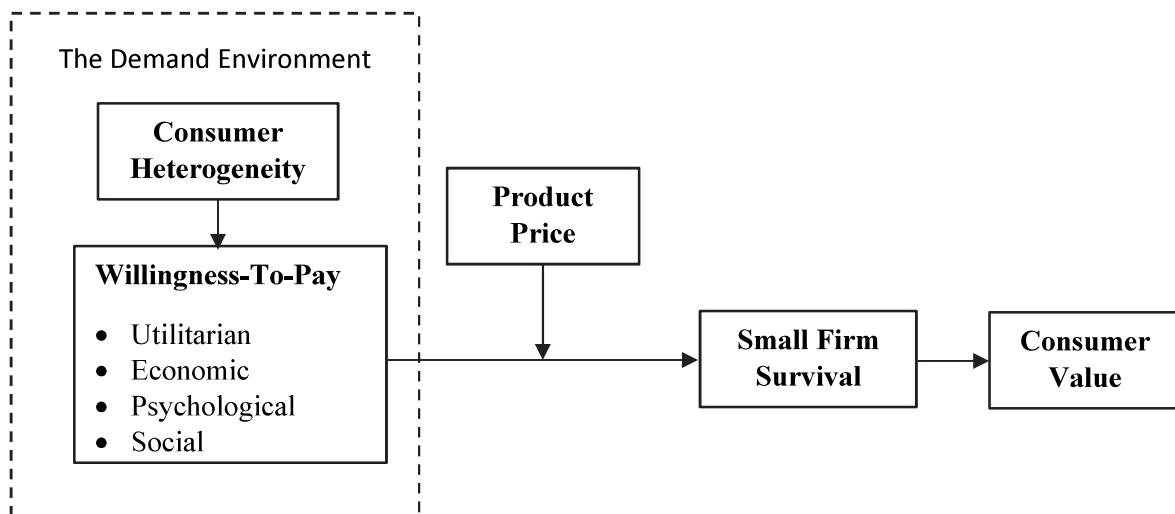 The Demand Environment
Consumer
Heterogeneity
Willingness-To-Pay
• Utilitarian
• Economic
• Psychological
• Social
Product
Price
Small Firm
Survival
Consumer
Value